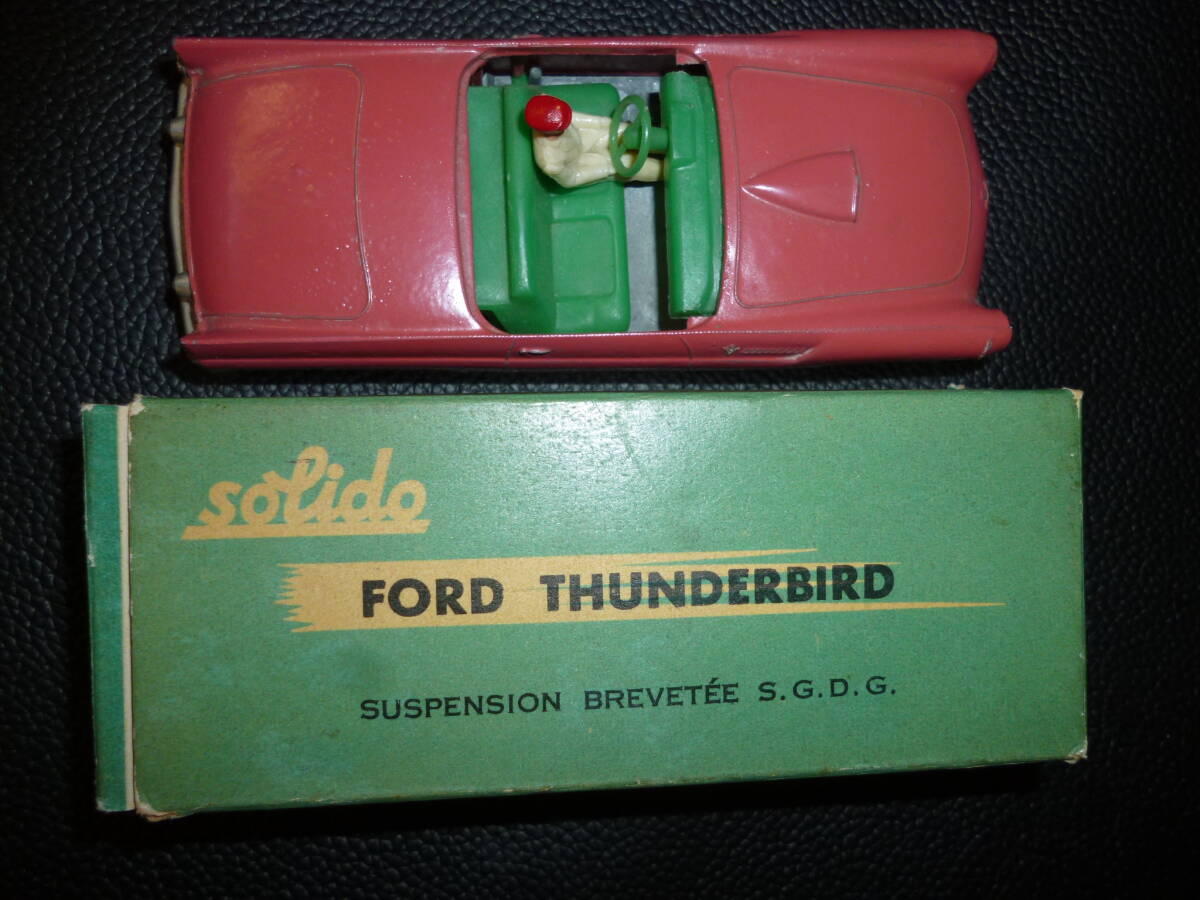 solido
FORD THUNDERBIRD
SUSPENSION BREVETÉE S.G.D.G.